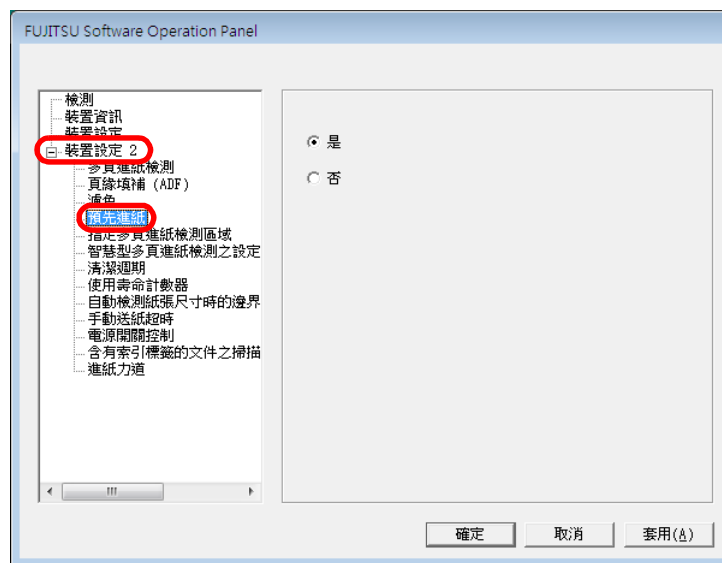 FUJITSU Software Operation Panel
檢測
裝置資訊
裝置設定
裝置設定 2
多頁進紙檢測
頁緣填補 (ADF)
濾色
預先進紙
指定多頁進紙檢測區域
智慧型多頁進紙檢測之設定
清潔週期
使用壽命計數器
自動檢測紙張尺寸時的邊界
手動送紙超時
電源開關控制
含有索引標籤的文件之掃描
進紙力道
是
否
確定
取消
套用(A)